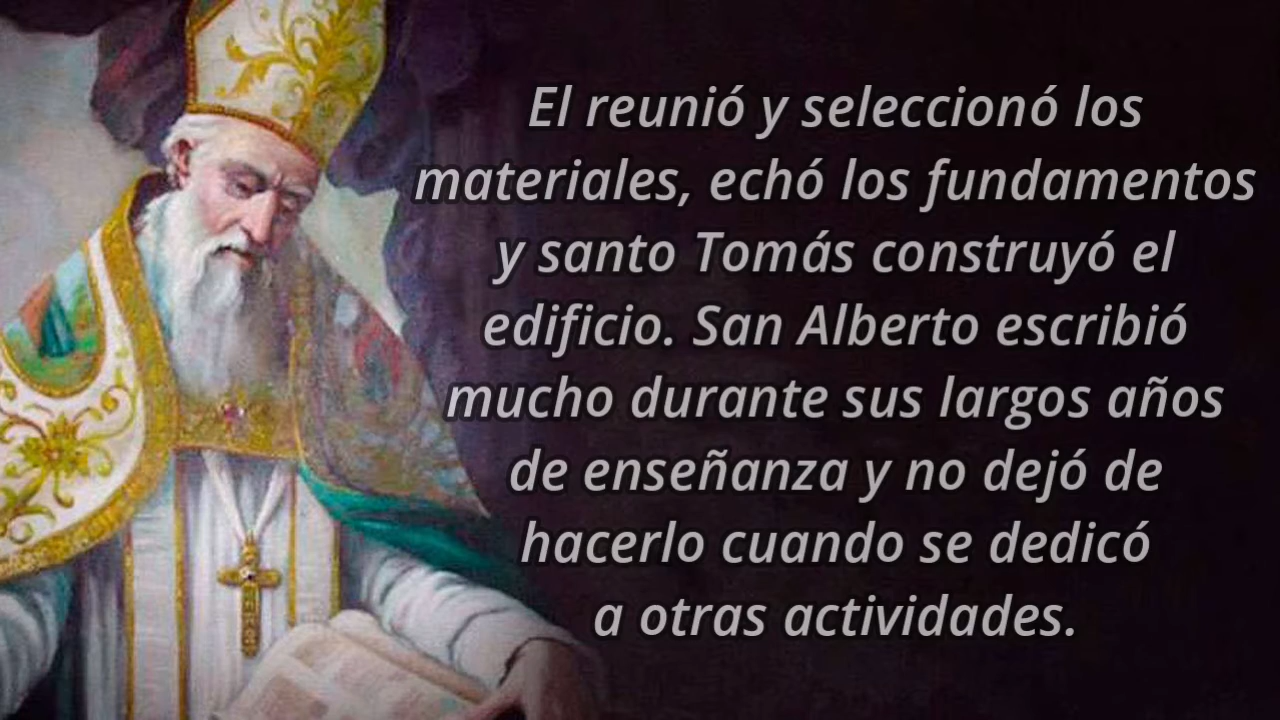 El reunió y seleccionó los
materiales, echó los fundamentos
y santo Tomás construyó el
edificio. San Alberto escribió
mucho durante sus largos años
de enseñanza y no dejó de
hacerlo cuando se dedicó
a otras actividades.